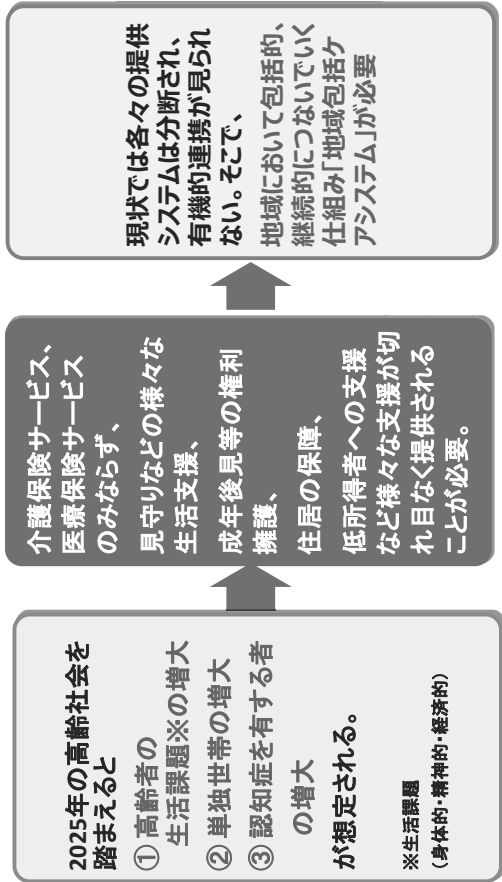 2025年の高齢社会を
踏まえると
① 高齢者の
生活課題※の増大
② 単独世帯の増大
③ 認知症を有する者
の増大
が想定される。
※生活課題
（身体的・精神的・経済的）
介護保険サービス、
医療保険サービス
のみならず、
見守りなどの様々な
生活支援、
成年後見等の権利
擁護、
住居の保障、
低所得者への支援
など様々な支援が切
れ目なく提供される
ことが必要。
現状では各々の提供
システムは分断され、
有機的連携が見られ
ない。そこで、
地域において包括的、
継続的につないでいく
仕組み「地域包括ケ
アシステム」が必要